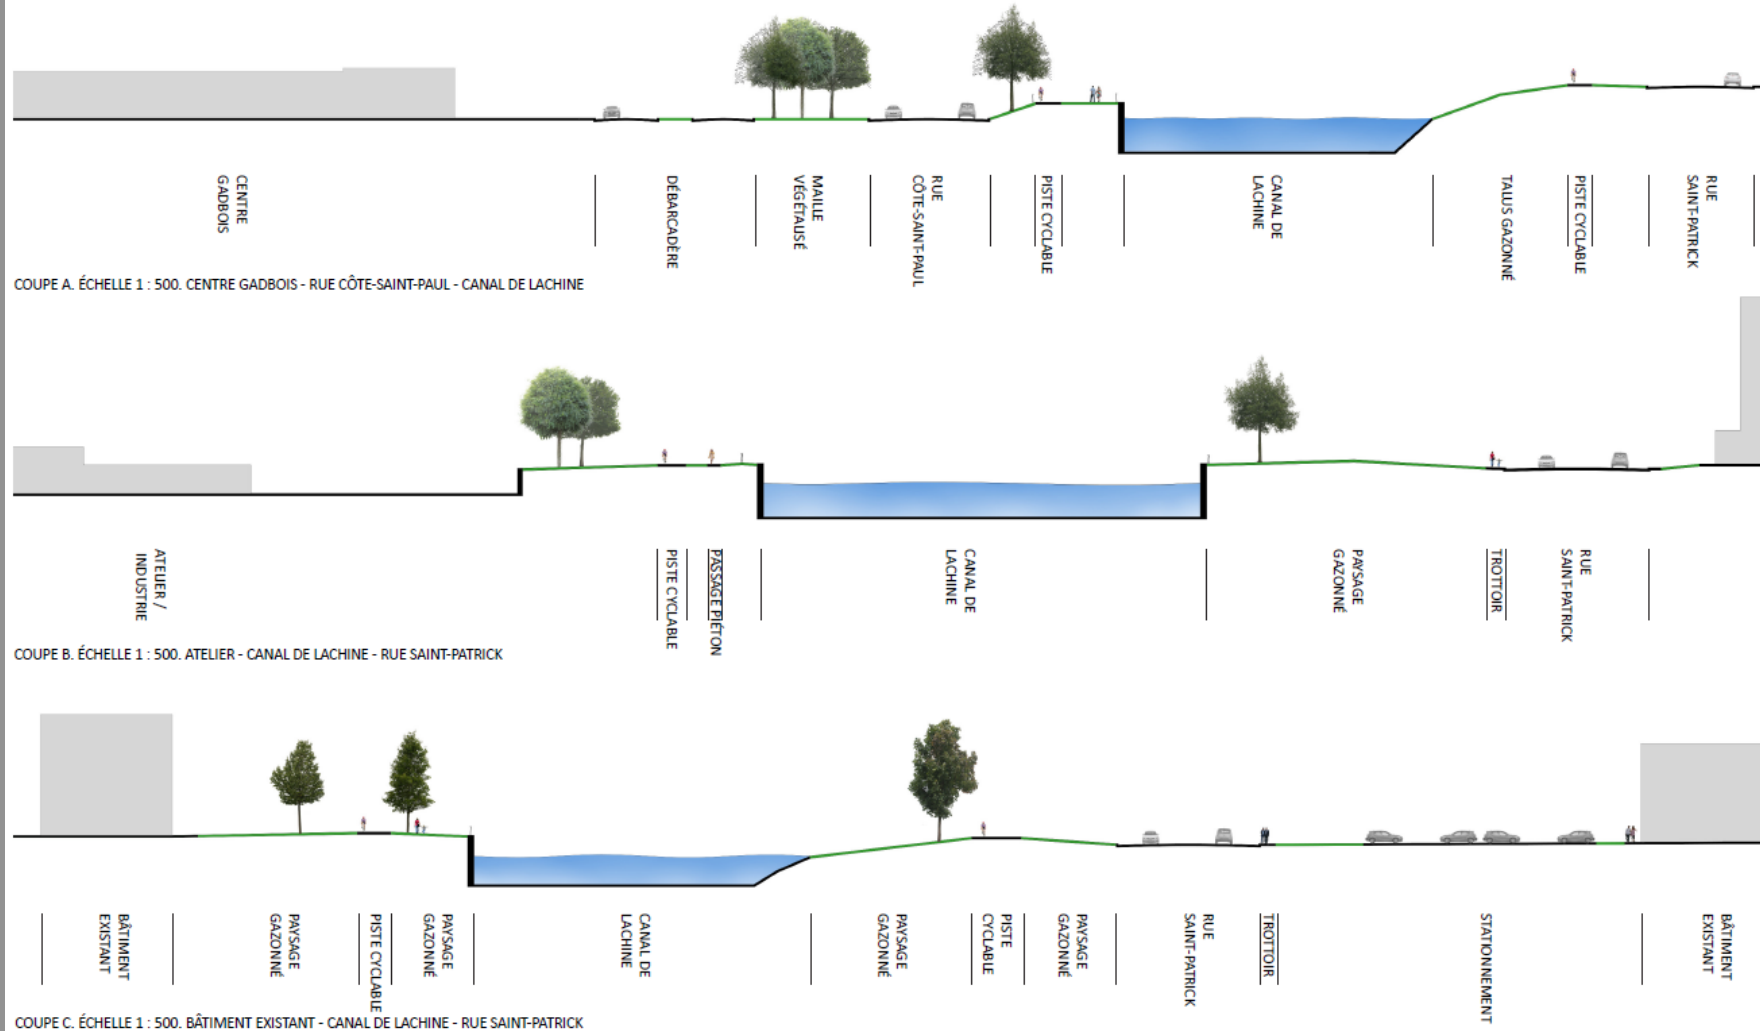 CENTRE
GADBOIS
DÉBARCADÈRE
MAILLE
VÉGÉTALISÉ
RUE
CÔTE-SAINT-PAUL
PISTE CYCLABLE
CANAL DE
LACHINE
TALUS GAZONNÉ
PISTE CYCLABLE
RUE
SAINT-PATRICK
COUPE A. ÉCHELLE 1 : 500. CENTRE GADBOIS - RUE CÔTE-SAINT-PAUL - CANAL DE LACHINE
ATELIER /
INDUSTRIE
PISTE CYCLABLE
PASSAGE PIÉTON
CANAL DE
LACHINE
PAYSAGE
GAZONNÉ
TROTTOIR
RUE
SAINT-PATRICK
COUPE B. ÉCHELLE 1 : 500. ATELIER - CANAL DE LACHINE - RUE SAINT-PATRICK
BÂTIMENT
EXISTANT
PAYSAGE
GAZONNÉ
PISTE CYCLABLE
PAYSAGE
GAZONNÉ
CANAL DE
LACHINE
PAYSAGE
GAZONNÉ
PISTE
CYCLABLE
PAYSAGE
GAZONNÉ
RUE
SAINT-PATRICK
TROTTOIR
STATIONNEMENT
BÂTIMENT
EXISTANT
COUPE C. ÉCHELLE 1 : 500. BÂTIMENT EXISTANT - CANAL DE LACHINE - RUE SAINT-PATRICK